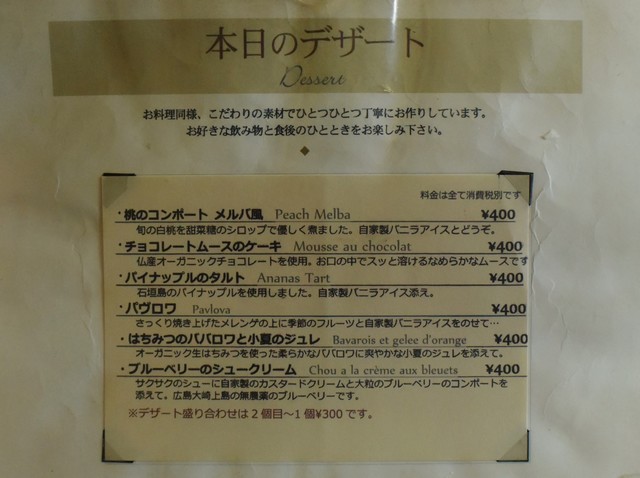 本日のデザート
Dessert
お料理同様、こだわりの素材でひとつひとつ丁寧にお作りしています。
お好きな飲み物と食後のひとときをお楽しみ下さい。
料金は全て消費税別です
・桃のコンポート メルバ風 Peach Melba ¥400
旬の白桃を甜菜糖のシロップで優しく煮ました。自家製バニラアイスとどうぞ。
・チョコレートムースのケーキ Mousse au chocolat ¥400
仏産オーガニックチョコレートを使用。お口の中でスッと溶けるなめらかなムースです
・パイナップルのタルト Ananas Tart ¥400
石垣島のパイナップルを使用しました。自家製バニラアイス添え。
・パヴロワ Pavlova ¥400
さっくり焼き上げたメレンゲの上に季節のフルーツと自家製バニラアイスをのせて…
・はちみつのババロワと小夏のジュレ Bavarois et gelee d'orange ¥400
オーガニック生はちみつを使った柔らかなババロワに爽やかな小夏のジュレを添えて。
・ブルーベリーのシュークリーム Chou a la crème aux bleuets ¥400
サクサクのシューに自家製のカスタードクリームと大粒のブルーベリーのコンポートを
添えて。広島大崎上島の無農薬のブルーベリーです。
※デザート盛り合わせは２個目～１個¥300です。